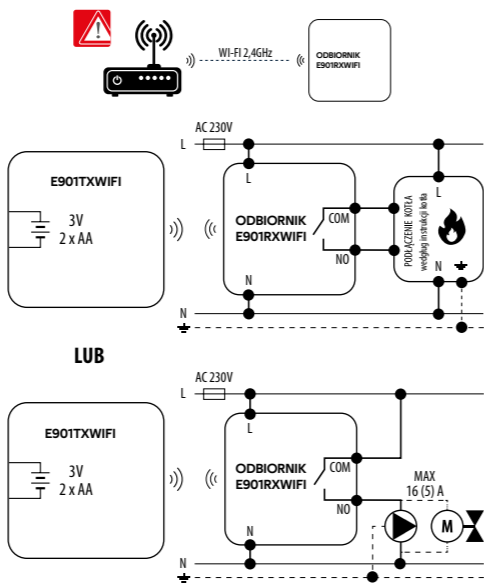 WI-FI 2,4GHz
ODBIORNIK
E901RXWIFI
AC 230V
L
E901TXWIFI
3V
2 x AA
L
ODBIORNIK
E901RXWIFI
COM
NO
N
L
PODŁĄCZENIE KOTŁA
według instrukcji kotła
N
N
LUB
AC 230V
L
E901TXWIFI
3V
2 x AA
L
ODBIORNIK
E901RXWIFI
COM
NO
N
MAX
16 (5) A
M
N